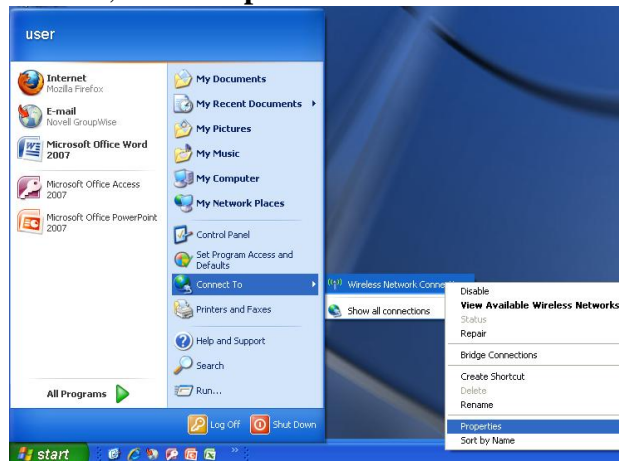 user
Internet
Mozilla Firefox
E-mail
Novell GroupWise
Microsoft Office Word
2007
Microsoft Office Access
2007
Microsoft Office PowerPoint
2007
All Programs
My Documents
My Recent Documents
My Pictures
My Music
My Computer
My Network Places
Control Panel
Set Program Access and
Defaults
Connect To
Printers and Faxes
Help and Support
Search
Run...
Log Off
Shut Down
Wireless Network
Show all connections
Disable
View Available Wireless Networks
Status
Repair
Bridge Connections
Create Shortcut
Delete
Rename
Properties
Sort by Name
start